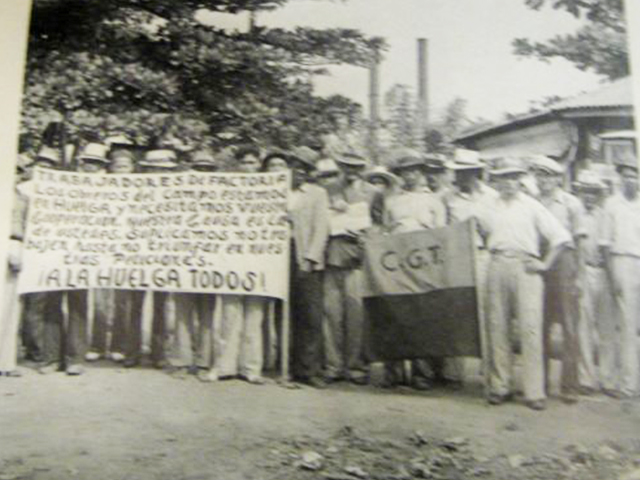 TRABAJADORES DE FACTORIA
LOS OBREROS DEL CAMPO ESTAMOS
EN HUELGA, Y NECESITAMOS VUESTRA
COOPERACION, NUESTRA CAUSA ES LA
DE USTEDES. SUPLICAMOS NO TRA
BAJEN HASTA NO TRIUNFAR EN NUES
TRAS PETICIONES.
¡A LA HUELGA TODOS!
C.G.T.